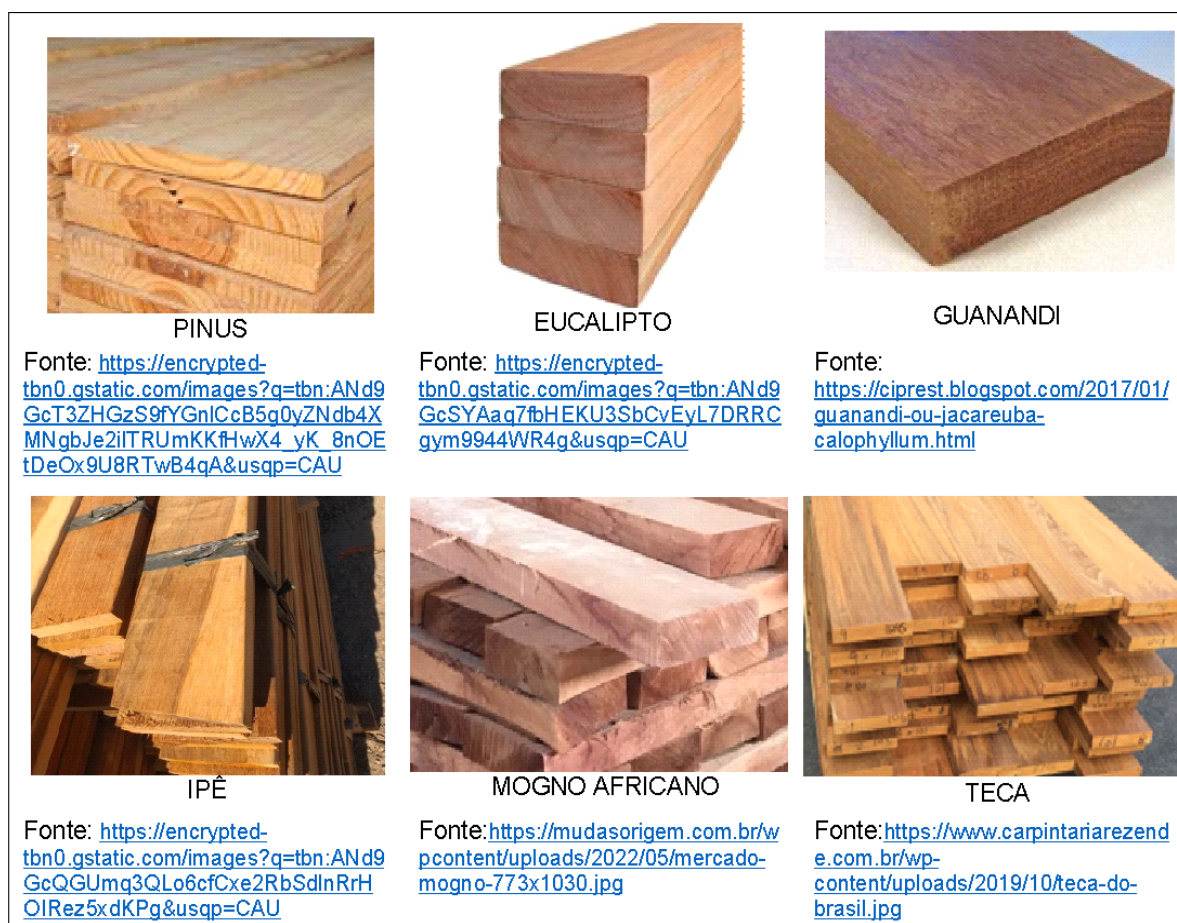 PINUS
EUCALIPTO
GUANANDI
Fonte: https://encrypted-
tbn0.gstatic.com/images?q=tbn:ANd9
GcT3ZHGzS9fYGnlCcB5g0yZNdb4X
MNgbJe2iITRUmKKfHwX4_yK_8nOE
tDeOx9U8RTwB4qA&usqp=CAU
Fonte: https://encrypted-
tbn0.gstatic.com/images?q=tbn:ANd9
GcSYAaq7fbHEKU3SbCvEyL7DRRC
gym9944WR4g&usqp=CAU
Fonte:
https://ciprest.blogspot.com/2017/01/
guanandi-ou-jacareuba-
calophyllum.html
IPÊ
MOGNO AFRICANO
TECA
Fonte: https://encrypted-
tbn0.gstatic.com/images?q=tbn:ANd9
GcQGUmq3QLo6cfCxe2RbSdlnRrH
OIRez5xdKPg&usqp=CAU
Fonte:https://mudasorigem.com.br/w
pcontent/uploads/2022/05/mercado-
mogno-773x1030.jpg
Fonte:https://www.carpintariarezend
e.com.br/wp-
content/uploads/2019/10/teca-do-
brasil.jpg